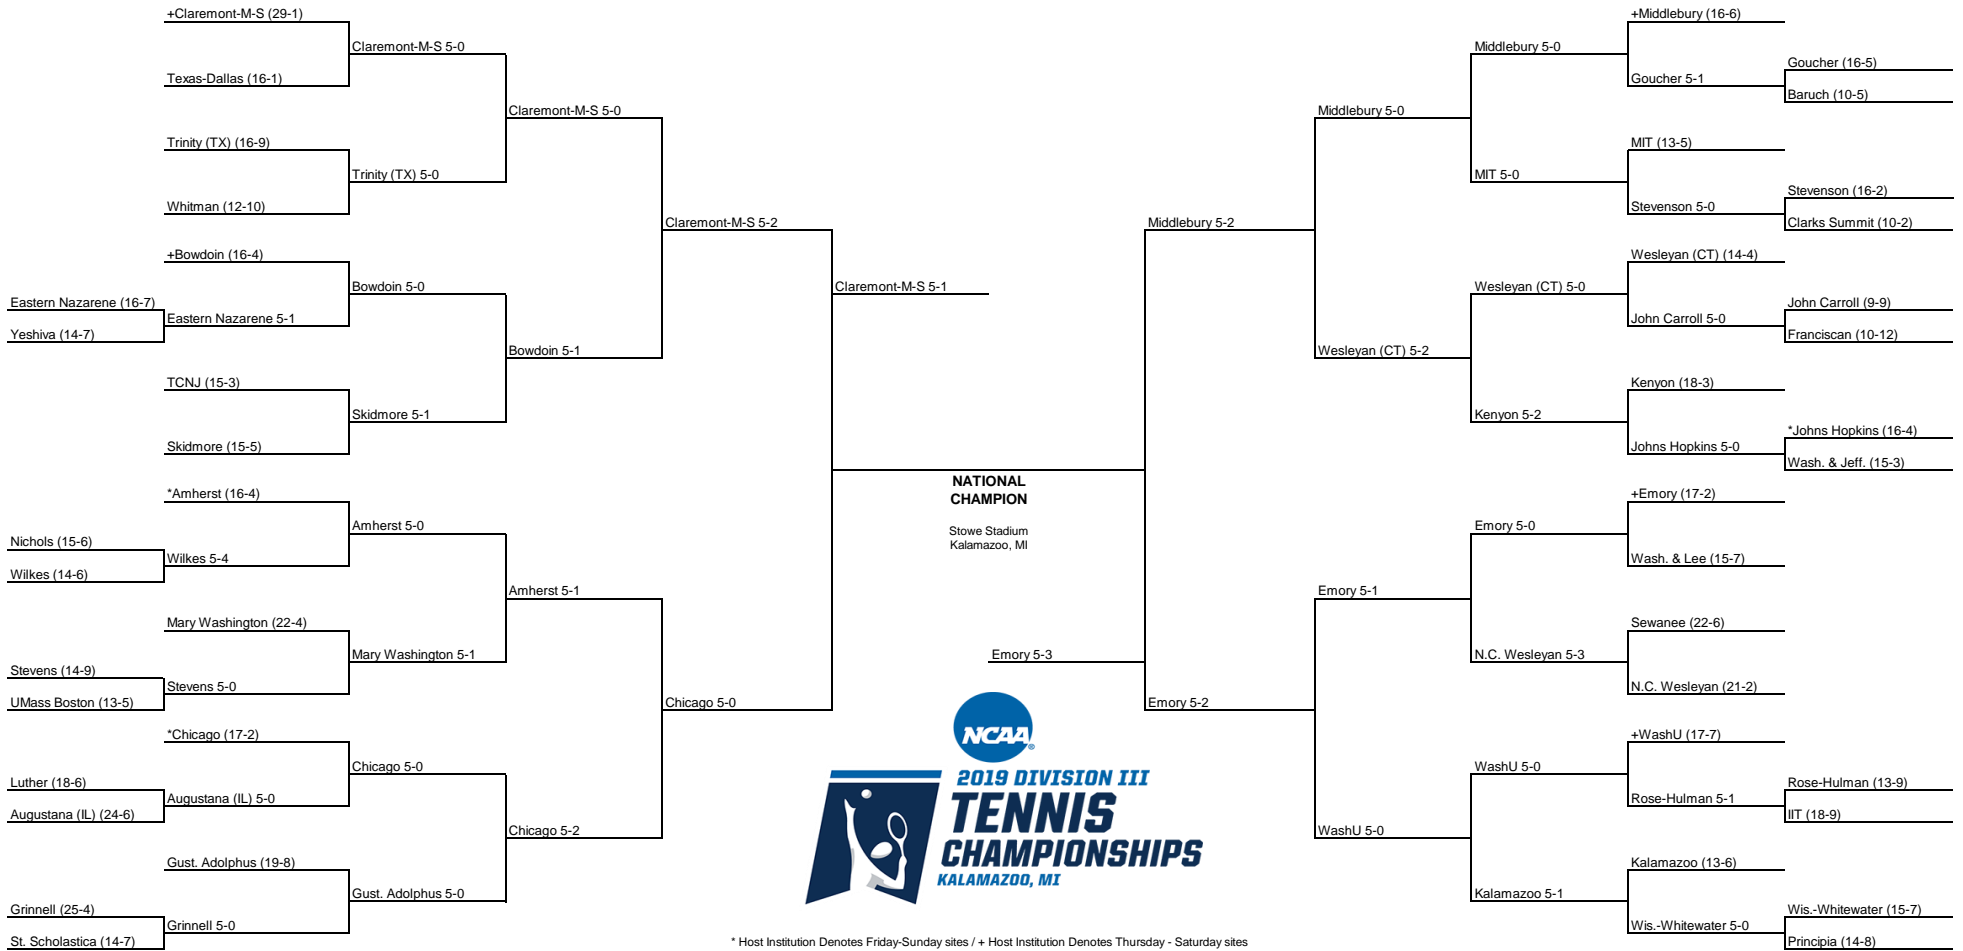 +Claremont-M-S (29-1)
Texas-Dallas (16-1)
Claremont-M-S 5-0
Trinity (TX) (16-9)
Whitman (12-10)
Trinity (TX) 5-0
Claremont-M-S 5-0
+Bowdoin (16-4)
Eastern Nazarene (16-7)
Yeshiva (14-7)
Eastern Nazarene 5-1
Bowdoin 5-0
TCNJ (15-3)
Skidmore (15-5)
Skidmore 5-1
Bowdoin 5-1
Claremont-M-S 5-2
*Amherst (16-4)
Nichols (15-6)
Wilkes (14-6)
Wilkes 5-4
Amherst 5-0
Mary Washington (22-4)
Stevens (14-9)
UMass Boston (13-5)
Stevens 5-0
Mary Washington 5-1
Amherst 5-1
*Chicago (17-2)
Luther (18-6)
Augustana (IL) (24-6)
Augustana (IL) 5-0
Chicago 5-0
Gust. Adolphus (19-8)
Grinnell (25-4)
St. Scholastica (14-7)
Grinnell 5-0
Gust. Adolphus 5-0
Chicago 5-2
Chicago 5-0
Claremont-M-S 5-1
NATIONAL
CHAMPION
Stowe Stadium
Kalamazoo, MI
Emory 5-3
+Middlebury (16-6)
Goucher (16-5)
Baruch (10-5)
Goucher 5-1
Middlebury 5-0
MIT (13-5)
Stevenson (16-2)
Clarks Summit (10-2)
Stevenson 5-0
MIT 5-0
Middlebury 5-0
Wesleyan (CT) (14-4)
John Carroll (9-9)
Franciscan (10-12)
John Carroll 5-0
Wesleyan (CT) 5-0
Kenyon (18-3)
*Johns Hopkins (16-4)
Wash. & Jeff. (15-3)
Johns Hopkins 5-0
Kenyon 5-2
Wesleyan (CT) 5-2
Middlebury 5-2
+Emory (17-2)
Wash. & Lee (15-7)
Emory 5-0
Sewanee (22-6)
N.C. Wesleyan (21-2)
N.C. Wesleyan 5-3
Emory 5-1
+WashU (17-7)
Rose-Hulman (13-9)
IIT (18-9)
Rose-Hulman 5-1
WashU 5-0
Kalamazoo (13-6)
Wis.-Whitewater (15-7)
Principia (14-8)
Wis.-Whitewater 5-0
Kalamazoo 5-1
WashU 5-0
Emory 5-2
NCAA®
2019 DIVISION III
TENNIS
CHAMPIONSHIPS
KALAMAZOO, MI
* Host Institution Denotes Friday-Sunday sites / + Host Institution Denotes Thursday - Saturday sites